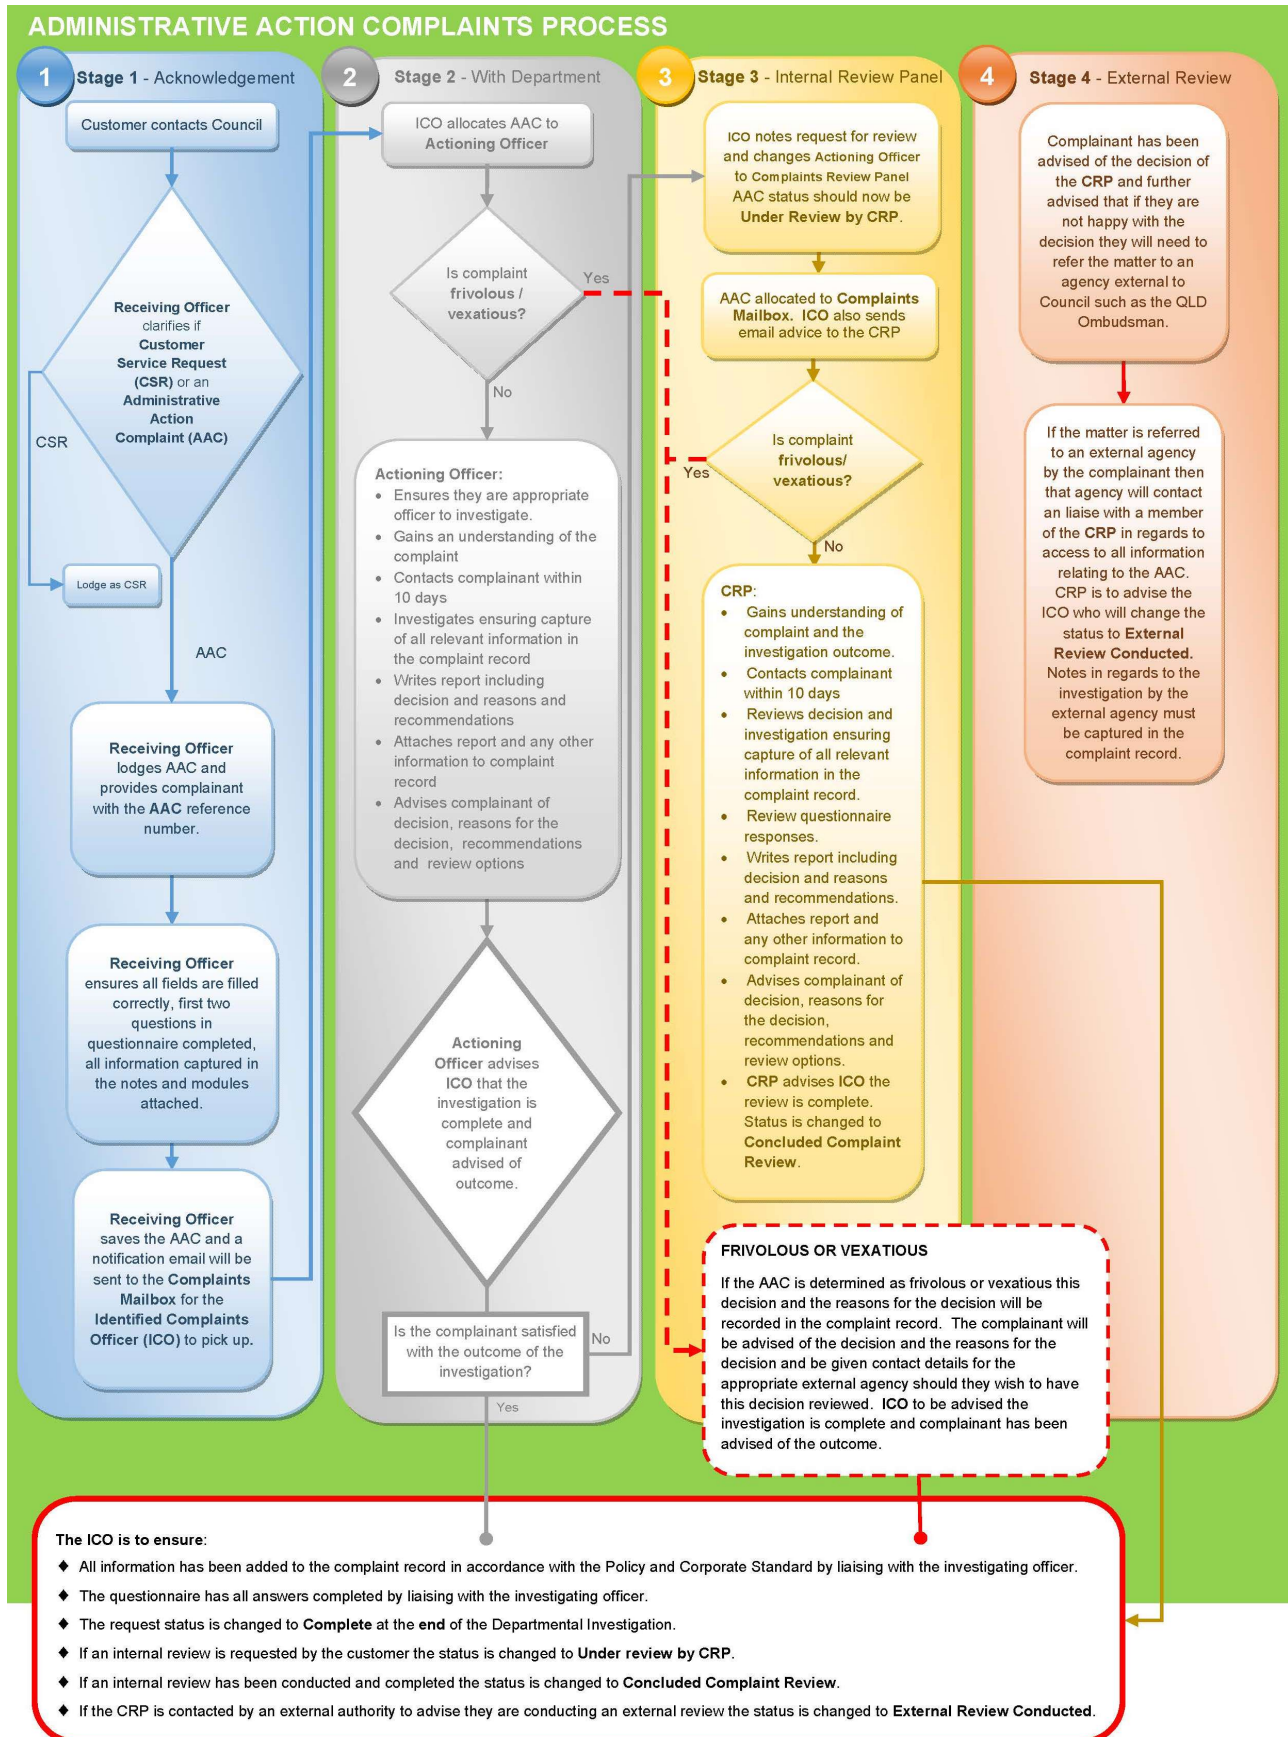 ADMINISTRATIVE ACTION COMPLAINTS PROCESS
1
Stage 1 - Acknowledgement
Customer contacts Council
Receiving Officer
clarifies if
Customer
Service Request
(CSR) or an
Administrative
Action
Complaint (AAC)
CSR
Lodge as CSR
AAC
Receiving Officer
lodges AAC and
provides complainant
with the AAC reference
number.
Receiving Officer
ensures all fields are filled
correctly, first two
questions in
questionnaire completed,
all information captured in
the notes and modules
attached.
Receiving Officer
saves the AAC and a
notification email will be
sent to the Complaints
Mailbox for the
Identified Complaints
Officer (ICO) to pick up.
2
Stage 2 - With Department
ICO allocates AAC to
Actioning Officer
Is complaint
frivolous /
vexatious?
Yes
No
Actioning Officer:
• Ensures they are appropriate
officer to investigate.
• Gains an understanding of the
complaint
• Contacts complainant within
10 days
• Investigates ensuring capture
of all relevant information in
the complaint record
• Writes report including
decision and reasons and
recommendations
• Attaches report and any other
information to complaint
record
• Advises complainant of
decision, reasons for the
decision, recommendations
and review options
Actioning
Officer advises
ICO that the
investigation is
complete and
complainant
advised of
outcome.
Is the complainant satisfied
with the outcome of the
investigation?
No
Yes
3
Stage 3 - Internal Review Panel
ICO notes request for review
and changes Actioning Officer
to Complaints Review Panel
AAC status should now be
Under Review by CRP.
AAC allocated to Complaints
Mailbox. ICO also sends
email advice to the CRP
Is complaint
frivolous/
vexatious?
Yes
No
CRP:
• Gains understanding of
complaint and the
investigation outcome.
• Contacts complainant
within 10 days
• Reviews decision and
investigation ensuring
capture of all relevant
information in the
complaint record.
• Review questionnaire
responses.
• Writes report including
decision and reasons
and recommendations.
• Attaches report and
any other information to
complaint record.
• Advises complainant of
decision, reasons for
the decision,
recommendations and
review options.
• CRP advises ICO the
review is complete.
Status is changed to
Concluded Complaint
Review.
4
Stage 4 - External Review
Complainant has been
advised of the decision of
the CRP and further
advised that if they are
not happy with the
decision they will need to
refer the matter to an
agency external to
Council such as the QLD
Ombudsman.
If the matter is referred
to an external agency
by the complainant then
that agency will contact
an liaise with a member
of the CRP in regards to
access to all information
relating to the AAC.
CRP is to advise the
ICO who will change the
status to External
Review Conducted.
Notes in regards to the
investigation by the
external agency must
be captured in the
complaint record.
FRIVOLOUS OR VEXATIOUS
If the AAC is determined as frivolous or vexatious this
decision and the reasons for the decision will be
recorded in the complaint record. The complainant will
be advised of the decision and the reasons for the
decision and be given contact details for the
appropriate external agency should they wish to have
this decision reviewed. ICO to be advised the
investigation is complete and complainant has been
advised of the outcome.
The ICO is to ensure:
♦ All information has been added to the complaint record in accordance with the Policy and Corporate Standard by liaising with the investigating officer.
♦ The questionnaire has all answers completed by liaising with the investigating officer.
♦ The request status is changed to Complete at the end of the Departmental Investigation.
♦ If an internal review is requested by the customer the status is changed to Under review by CRP.
♦ If an internal review has been conducted and completed the status is changed to Concluded Complaint Review.
♦ If the CRP is contacted by an external authority to advise they are conducting an external review the status is changed to External Review Conducted.